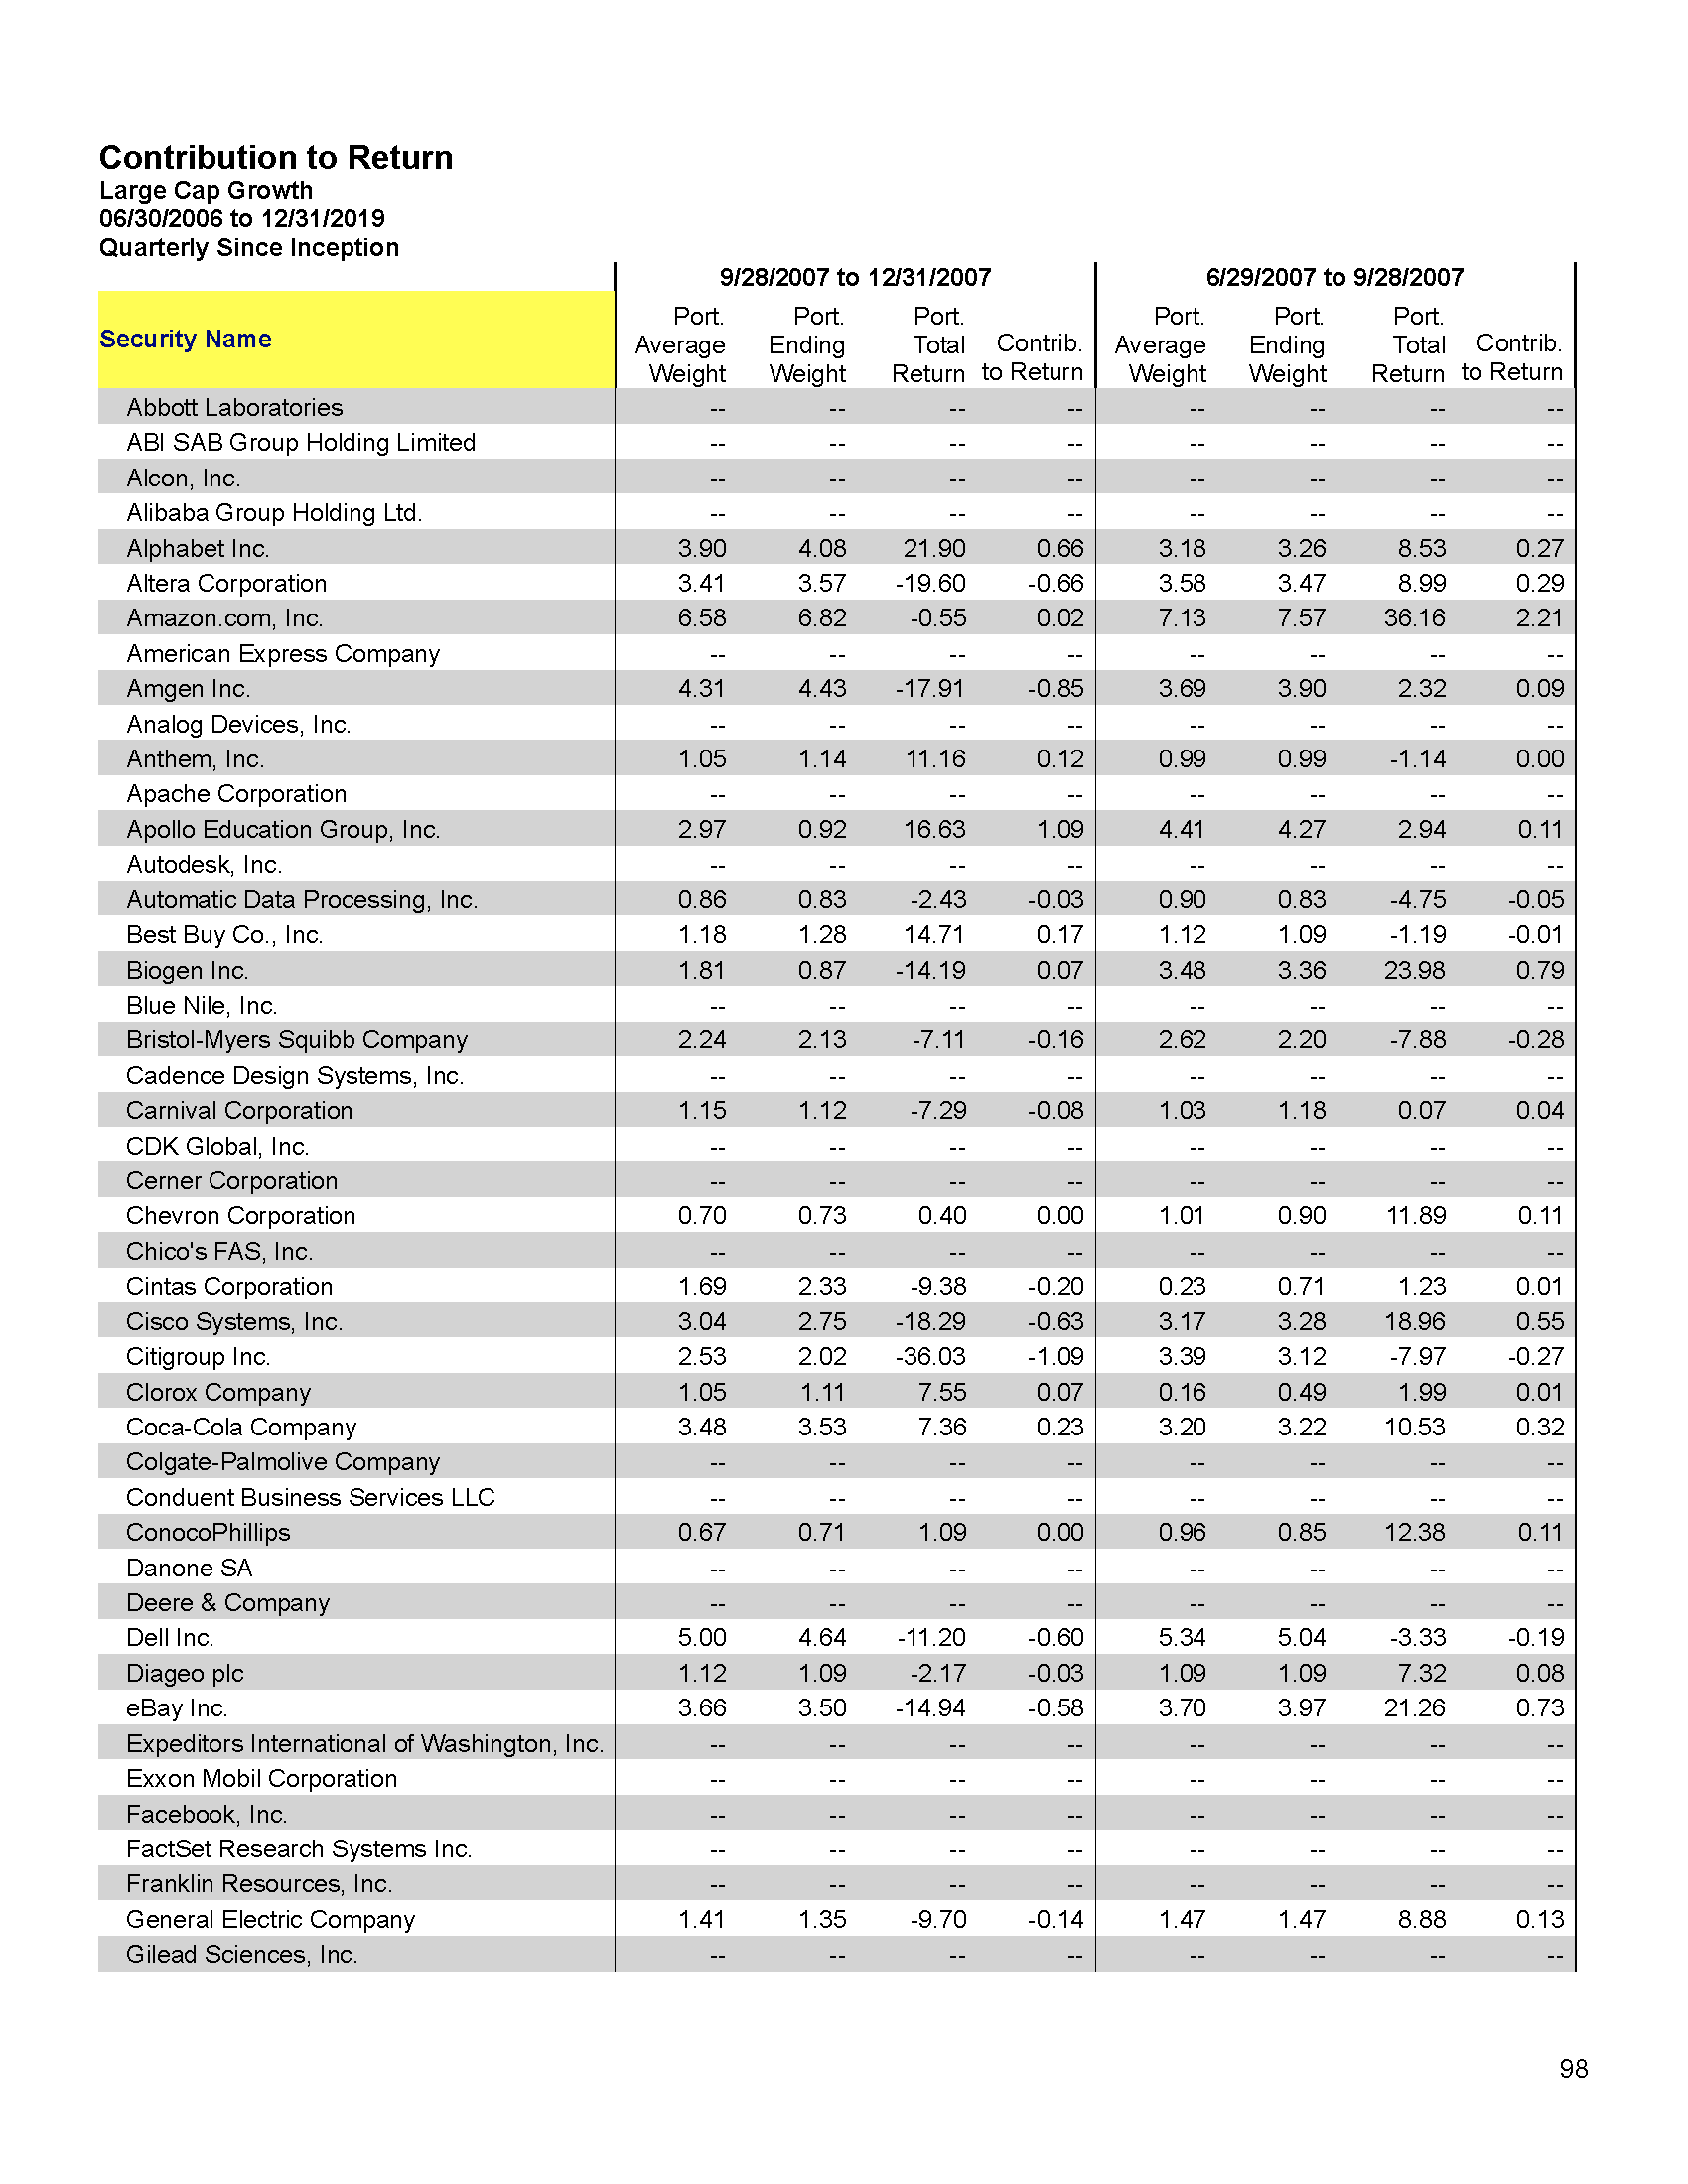 Contribution to Return
Large Cap Growth
06/30/2006 to 12/31/2019
Quarterly Since Inception
9/28/2007 to 12/31/2007 6/29/2007 to 9/28/2007
Security Name Port. Average Weight Port. Ending Weight Port. Total Return Contrib. to Return Port. Average Weight Port. Ending Weight Port. Total Return Contrib. to Return
Abbott Laboratories -- -- -- -- -- -- -- --
ABI SAB Group Holding Limited -- -- -- -- -- -- -- --
Alcon, Inc. -- -- -- -- -- -- -- --
Alibaba Group Holding Ltd. -- -- -- -- -- -- -- --
Alphabet Inc. 3.90 4.08 21.90 0.66 3.18 3.26 8.53 0.27
Altera Corporation 3.41 3.57 -19.60 -0.66 3.58 3.47 8.99 0.29
Amazon.com, Inc. 6.58 6.82 -0.55 0.02 7.13 7.57 36.16 2.21
American Express Company -- -- -- -- -- -- -- --
Amgen Inc. 4.31 4.43 -17.91 -0.85 3.69 3.90 2.32 0.09
Analog Devices, Inc. -- -- -- -- -- -- -- --
Anthem, Inc. 1.05 1.14 11.16 0.12 0.99 0.99 -1.14 0.00
Apache Corporation -- -- -- -- -- -- -- --
Apollo Education Group, Inc. 2.97 0.92 16.63 1.09 4.41 4.27 2.94 0.11
Autodesk, Inc. -- -- -- -- -- -- -- --
Automatic Data Processing, Inc. 0.86 0.83 -2.43 -0.03 0.90 0.83 -4.75 -0.05
Best Buy Co., Inc. 1.18 1.28 14.71 0.17 1.12 1.09 -1.19 -0.01
Biogen Inc. 1.81 0.87 -14.19 0.07 3.48 3.36 23.98 0.79
Blue Nile, Inc. -- -- -- -- -- -- -- --
Bristol-Myers Squibb Company 2.24 2.13 -7.11 -0.16 2.62 2.20 -7.88 -0.28
Cadence Design Systems, Inc. -- -- -- -- -- -- -- --
Carnival Corporation 1.15 1.12 -7.29 -0.08 1.03 1.18 0.07 0.04
CDK Global, Inc. -- -- -- -- -- -- -- --
Cerner Corporation -- -- -- -- -- -- -- --
Chevron Corporation 0.70 0.73 0.40 0.00 1.01 0.90 11.89 0.11
Chico's FAS, Inc. -- -- -- -- -- -- -- --
Cintas Corporation 1.69 2.33 -9.38 -0.20 0.23 0.71 1.23 0.01
Cisco Systems, Inc. 3.04 2.75 -18.29 -0.63 3.17 3.28 18.96 0.55
Citigroup Inc. 2.53 2.02 -36.03 -1.09 3.39 3.12 -7.97 -0.27
Clorox Company 1.05 1.11 7.55 0.07 0.16 0.49 1.99 0.01
Coca-Cola Company 3.48 3.53 7.36 0.23 3.20 3.22 10.53 0.32
Colgate-Palmolive Company -- -- -- -- -- -- -- --
Conduent Business Services LLC -- -- -- -- -- -- -- --
ConocoPhillips 0.67 0.71 1.09 0.00 0.96 0.85 12.38 0.11
Danone SA -- -- -- -- -- -- -- --
Deere & Company -- -- -- -- -- -- -- --
Dell Inc. 5.00 4.64 -11.20 -0.60 5.34 5.04 -3.33 -0.19
Diageo plc 1.12 1.09 -2.17 -0.03 1.09 1.09 7.32 0.08
eBay Inc. 3.66 3.50 -14.94 -0.58 3.70 3.97 21.26 0.73
Expeditors International of Washington, Inc. -- -- -- -- -- -- -- --
Exxon Mobil Corporation -- -- -- -- -- -- -- --
Facebook, Inc. -- -- -- -- -- -- -- --
FactSet Research Systems Inc. -- -- -- -- -- -- -- --
Franklin Resources, Inc. -- -- -- -- -- -- -- --
General Electric Company 1.41 1.35 -9.70 -0.14 1.47 1.47 8.88 0.13
Gilead Sciences, Inc. -- -- -- -- -- -- -- --
98